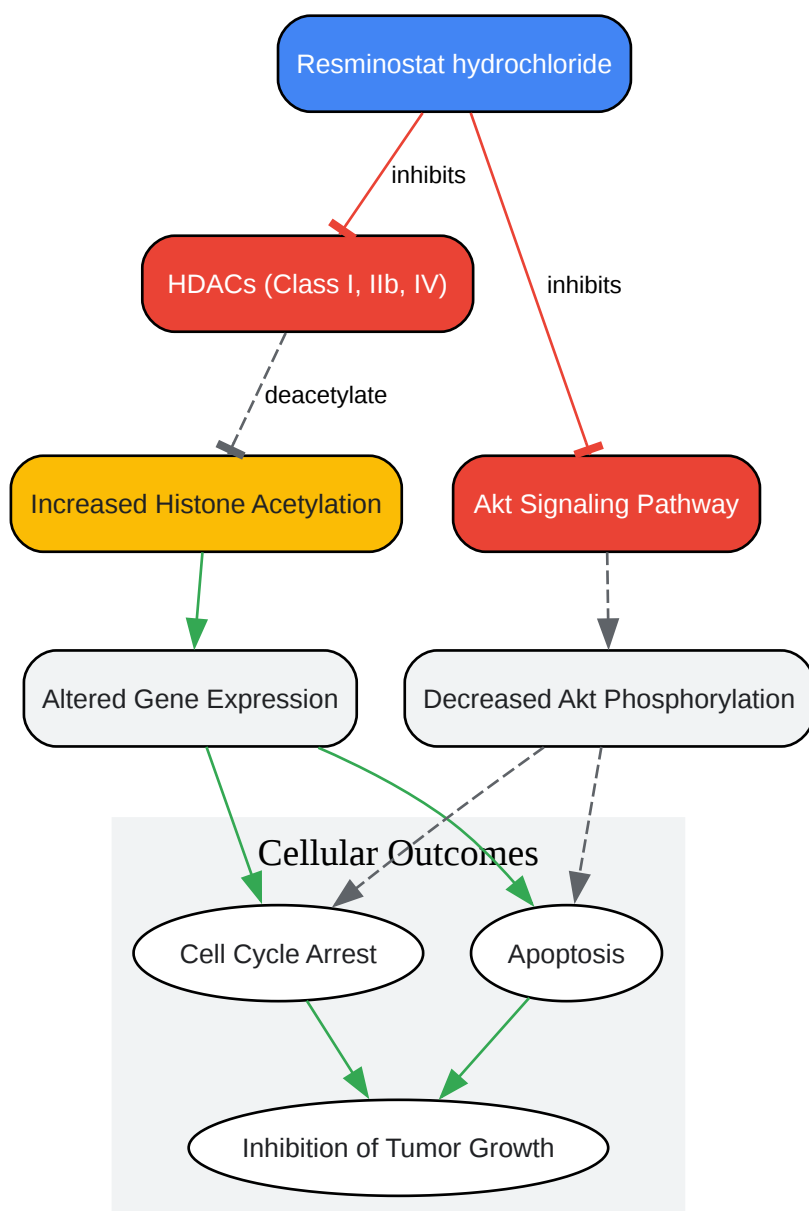 Resminostat hydrochloride
inhibits
HDACs (Class I, IIb, IV)
inhibits
deacetylate
Increased Histone Acetylation
Akt Signaling Pathway
Altered Gene Expression
Decreased Akt Phosphorylation
Cellular Outcomes
Cell Cycle Arrest
Apoptosis
Inhibition of Tumor Growth